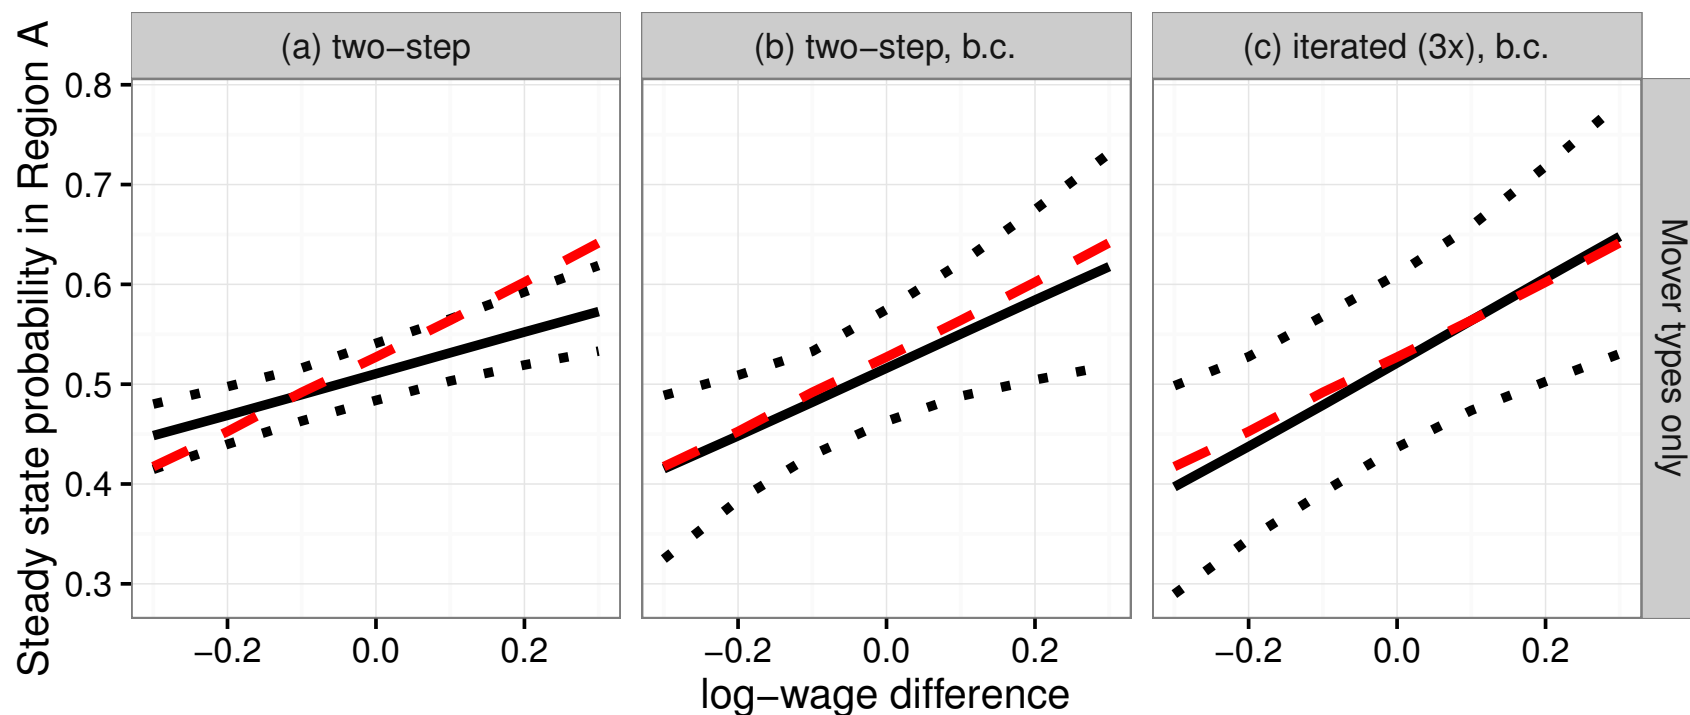 (a) two−step
(b) two−step, b.c.
(c) iterated (3x), b.c.
Steady state probability in Region A
0.8
0.7
0.6
0.5
0.4
0.3
Mover types only
−0.2 0.0 0.2
−0.2 0.0 0.2
−0.2 0.0 0.2
log−wage difference